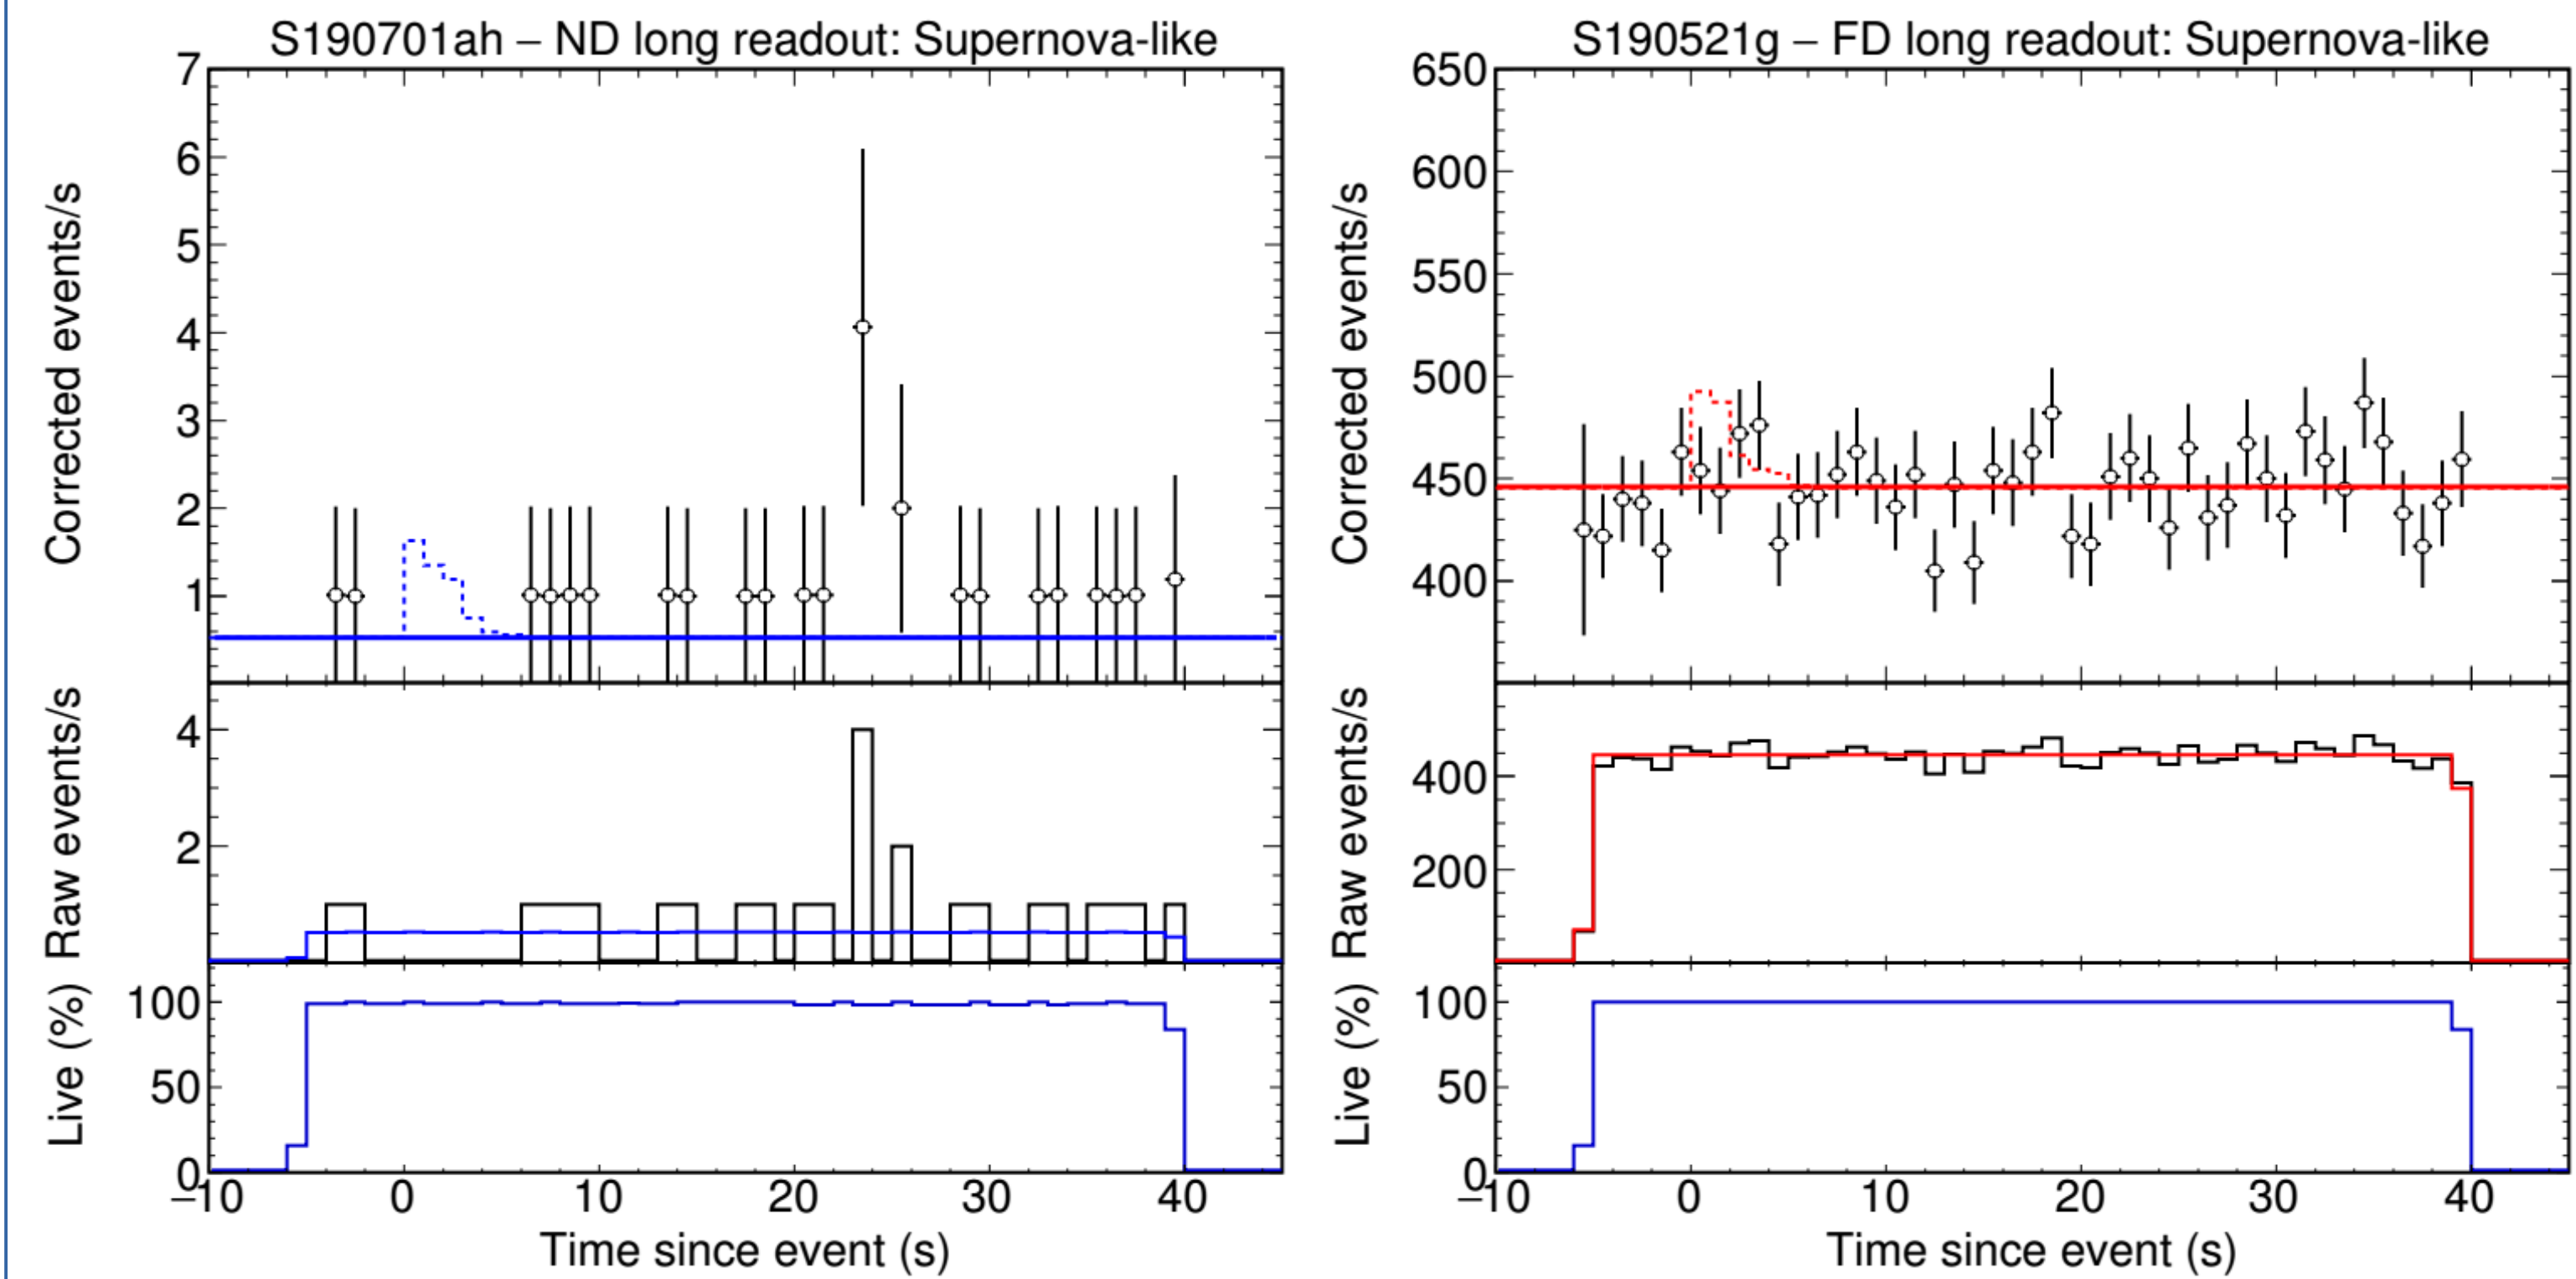 S190701ah – ND long readout: Supernova-like
Corrected events/s
7
6
5
4
3
2
1
Raw events/s
4
2
Live (%)
100
50
0
–10 0 10 20 30 40
Time since event (s)
S190521g – FD long readout: Supernova-like
Corrected events/s
650
600
550
500
450
400
Raw events/s
400
200
Live (%)
100
50
0
–10 0 10 20 30 40
Time since event (s)